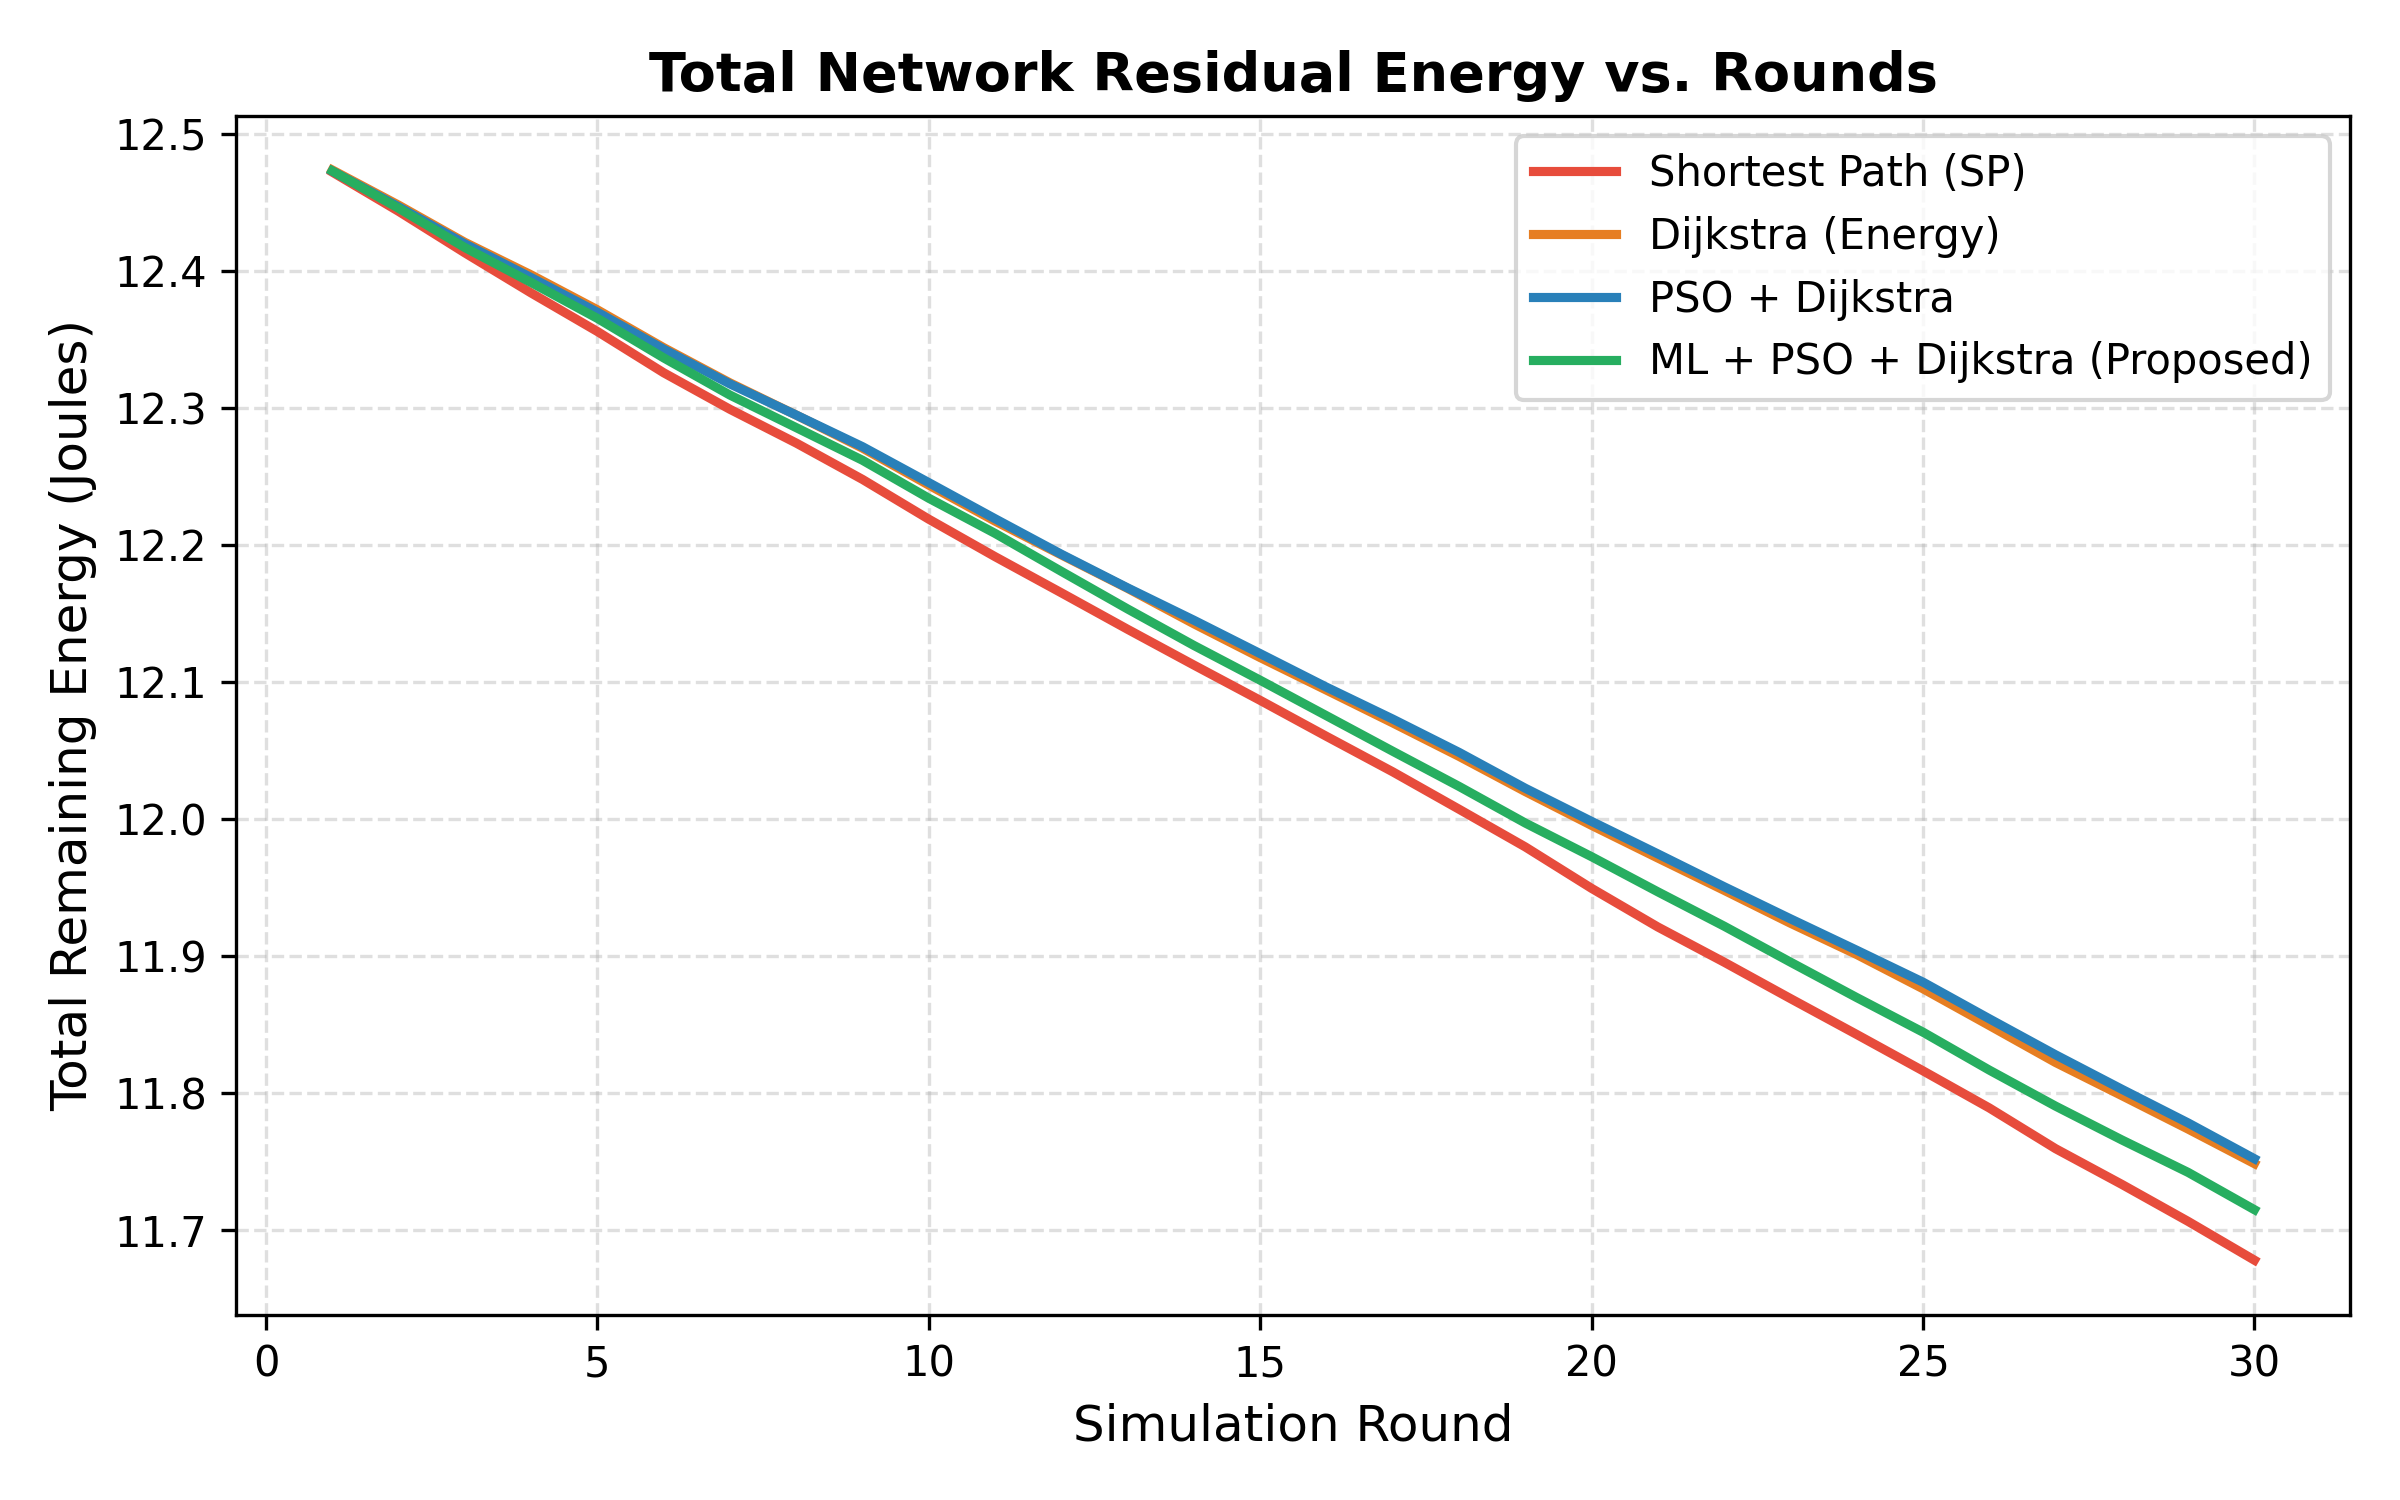 Total Network Residual Energy vs. Rounds
Total Remaining Energy (Joules)
12.5
12.4
12.3
12.2
12.1
12.0
11.9
11.8
11.7
Shortest Path (SP)
Dijkstra (Energy)
PSO + Dijkstra
ML + PSO + Dijkstra (Proposed)
0 5 10 15 20 25 30
Simulation Round